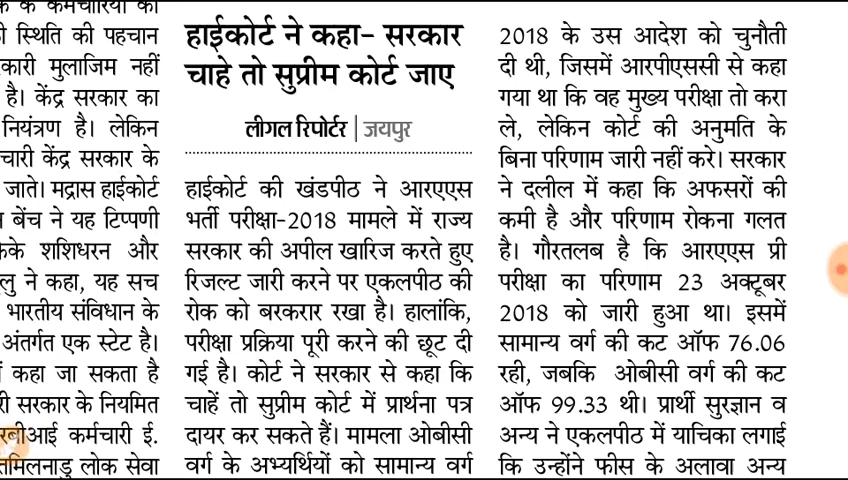 के कर्मचारियों की
स्थिति की पहचान
सरकारी मुलाजिम नहीं
है। केंद्र सरकार का
नियंत्रण है। लेकिन
केंद्र सरकार के
जाते। मद्रास हाईकोर्ट
बेंच ने यह टिप्पणी
शशिधरन और
ने कहा, यह सच
भारतीय संविधान के
अंतर्गत एक स्टेट है।
कहा जा सकता है
सरकार के नियमित
कर्मचारी ई.
तमिलनाडु लोक सेवा
हाईकोर्ट ने कहा- सरकार
चाहे तो सुप्रीम कोर्ट जाए
लीगल रिपोर्टर | जयपुर
हाईकोर्ट की खंडपीठ ने आरएएस
भर्ती परीक्षा-2018 मामले में राज्य
सरकार की अपील खारिज करते हुए
रिजल्ट जारी करने पर एकलपीठ की
रोक को बरकरार रखा है। हालांकि,
परीक्षा प्रक्रिया पूरी करने की छूट दी
गई है। कोर्ट ने सरकार से कहा कि
चाहें तो सुप्रीम कोर्ट में प्रार्थना पत्र
दायर कर सकते हैं। मामला ओबीसी
वर्ग के अभ्यर्थियों को सामान्य वर्ग
2018 के उस आदेश को चुनौती
दी थी, जिसमें आरपीएससी से कहा
गया था कि वह मुख्य परीक्षा तो करा
ले, लेकिन कोर्ट की अनुमति के
बिना परिणाम जारी नहीं करे। सरकार
ने दलील में कहा कि अफसरों की
कमी है और परिणाम रोकना गलत
है। गौरतलब है कि आरएएस प्री
परीक्षा का परिणाम 23 अक्टूबर
2018 को जारी हुआ था। इसमें
सामान्य वर्ग की कट ऑफ 76.06
रही, जबकि ओबीसी वर्ग की कट
ऑफ 99.33 थी। प्रार्थी सुरज्ञान व
अन्य ने एकलपीठ में याचिका लगाई
कि उन्होंने फीस के अलावा अन्य